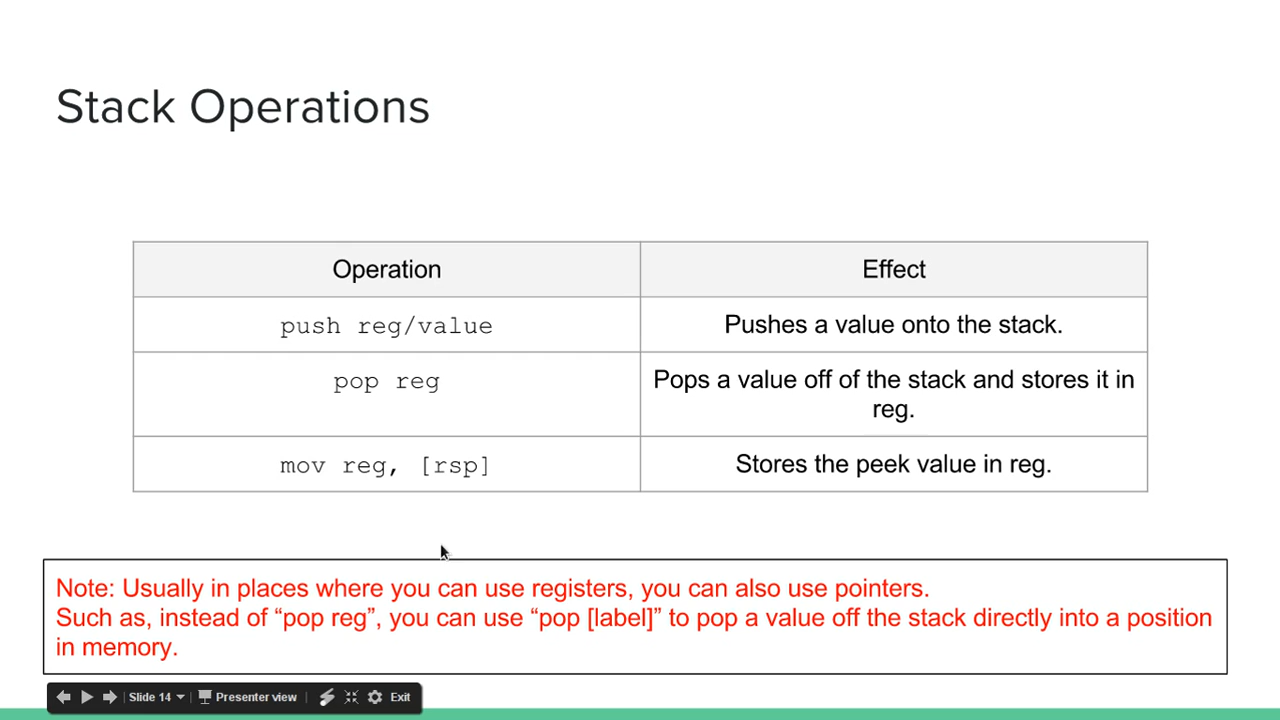 Stack Operations
Operation
Effect
push reg/value
Pushes a value onto the stack.
pop reg
Pops a value off of the stack and stores it in
reg.
mov reg, [rsp]
Stores the peek value in reg.
Note: Usually in places where you can use registers, you can also use pointers.
Such as, instead of “pop reg”, you can use “pop [label]” to pop a value off the stack directly into a position
in memory.
Slide 14
Presenter view
Exit